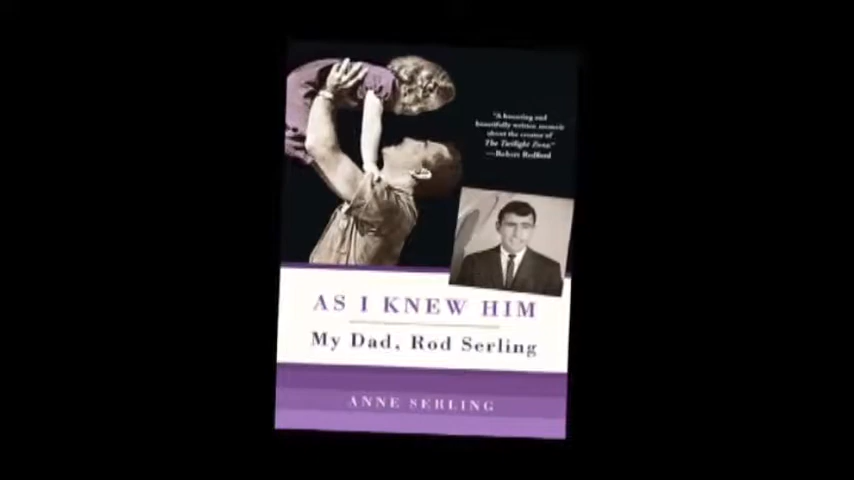 "A haunting and
beautifully written memoir
about the creator of
The Twilight Zone"
—Robert Redford
AS I KNEW HIM
My Dad, Rod Serling
ANNE SERLING